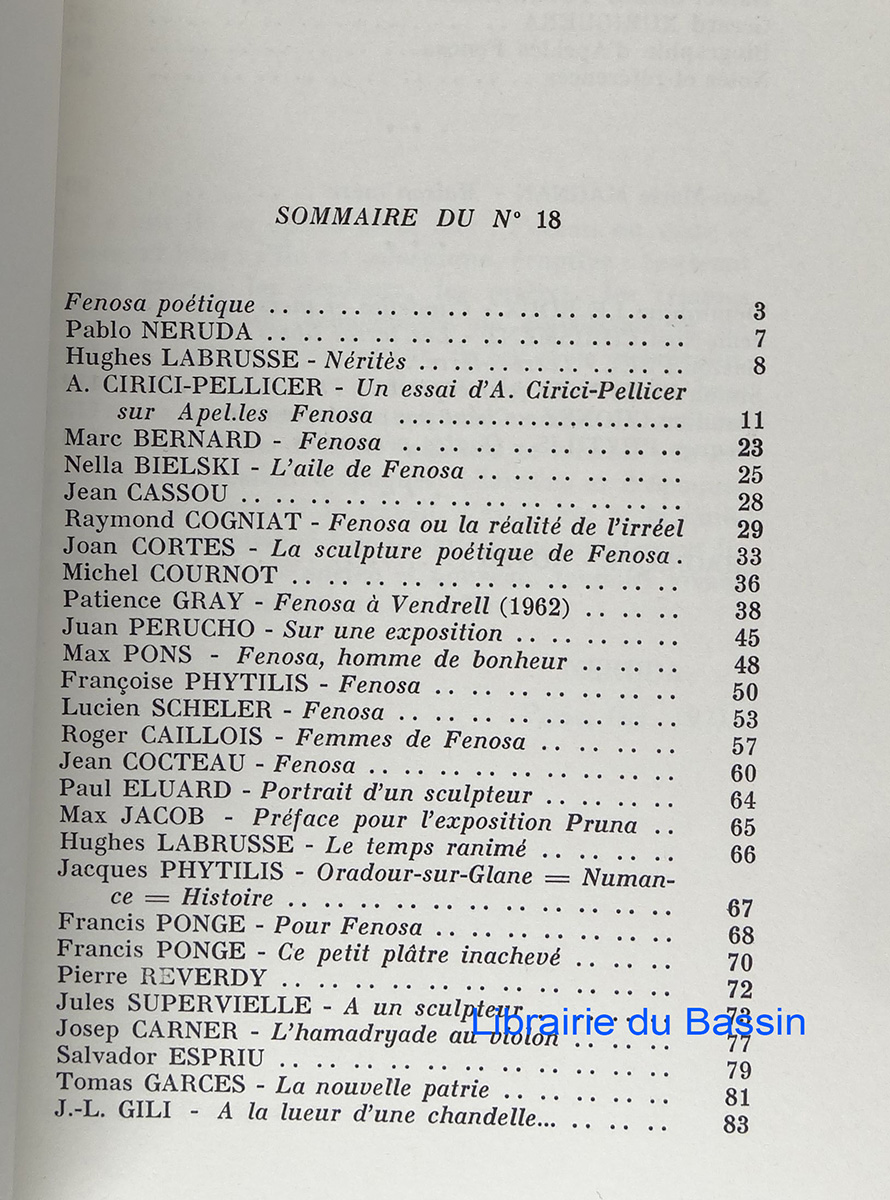 SOMMAIRE DU N° 18
Fenosa poétique .. .. .. .. .. .. .. .. .. .. .. 3
Pablo NERUDA .. .. .. .. .. .. .. .. .. .. .. 7
Hughes LABRUSSE - Néritès .. .. .. .. .. .. .. 8
A. CIRICI-PELLICER - Un essai d'A. Cirici-Pellicer
sur Apel.les Fenosa ........................ 11
Marc BERNARD - Fenosa .. .. .. .. .. .. .. .. 23
Nella BIELSKI - L'aile de Fenosa .. .. .. .. .. .. 25
Jean CASSOU .. .. .. .. .. .. .. .. .. .. .. .. 28
Raymond COGNIAT - Fenosa ou la réalité de l'irréel 29
Joan CORTES - La sculpture poétique de Fenosa . 33
Michel COURNOT .. .. .. .. .. .. .. .. .. .. 36
Patience GRAY - Fenosa à Vendrell (1962) .. .. .. 38
Juan PERUCHO - Sur une exposition .. .. .. .. .. 45
Max PONS - Fenosa, homme de bonheur .. .. .. 48
Françoise PHYTILIS - Fenosa .. .. .. .. .. .. .. 50
Lucien SCHELER - Fenosa .. .. .. .. .. .. .. .. 53
Roger CAILLOIS - Femmes de Fenosa .. .. .. .. 57
Jean COCTEAU - Fenosa .. .. .. .. .. .. .. .. .. 60
Paul ELUARD - Portrait d'un sculpteur .. .. .. .. 64
Max JACOB - Préface pour l'exposition Pruna .. 65
Hughes LABRUSSE - Le temps ranimé .. .. .. .. 66
Jacques PHYTILIS - Oradour-sur-Glane = Numan-
ce = Histoire .. .. .. .. .. .. .. .. .. .. .. 67
Francis PONGE - Pour Fenosa .. .. .. .. .. .. .. 68
Francis PONGE - Ce petit plâtre inachevé .. .. .. 70
Pierre REVERDY .. .. .. .. .. .. .. .. .. .. .. 72
Jules SUPERVIELLE - A un sculpteur .. .. .. .. 73
Librairie du Bassin
Josep CARNER - L'hamadryade au violon .. .. .. 77
Salvador ESPRIU .. .. .. .. .. .. .. .. .. .. .. 79
Tomas GARCES - La nouvelle patrie .. .. .. .. .. 81
J.-L. GILI - A la lueur d'une chandelle... .. .. .. 83